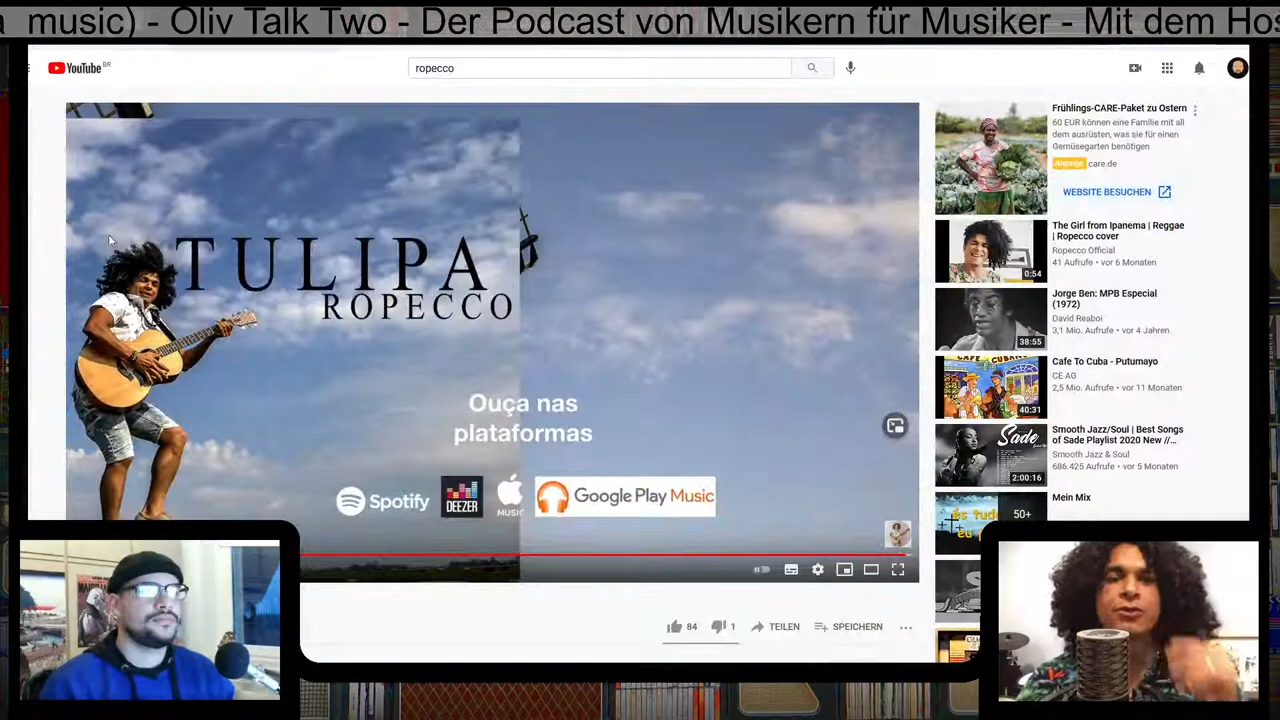 music) - Oliv Talk Two - Der Podcast von Musikern für Musiker - Mit dem Hos
YouTube BR
ropecco
TULIPA
ROPECCO
Ouça nas
plataformas
Spotify
DEEZER
MUSIC
Google Play Music
84
1
TEILEN
SPEICHERN
Frühlings-CARE-Paket zu Ostern
60 EUR können eine Familie mit all
dem ausrüsten, was sie für einen
Gemüsegarten benötigen
Anzeige care.de
WEBSITE BESUCHEN
The Girl from Ipanema | Reggae
| Ropecco cover
Ropecco Official
41 Aufrufe • vor 6 Monaten
0:54
Jorge Ben: MPB Especial
(1972)
David Reaboi
3,1 Mio. Aufrufe • vor 4 Jahren
38:55
CAFE TO CUBA
Cafe To Cuba - Putumayo
CE AG
2,5 Mio. Aufrufe • vor 11 Monaten
40:31
Sade
Smooth Jazz/Soul | Best Songs
of Sade Playlist 2020 New //...
Smooth Jazz & Soul
686.425 Aufrufe • vor 5 Monaten
2:00:16
Mein Mix
50+
és tudo
eu